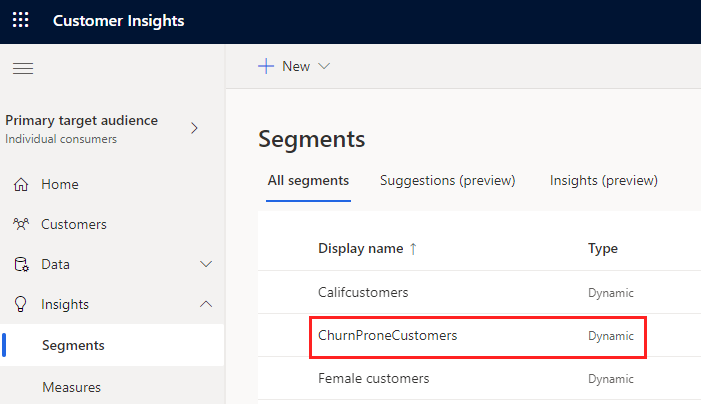 Customer Insights
New
Primary target audience
Individual consumers
Home
Customers
Data
Insights
Segments
Measures
Segments
All segments Suggestions (preview) Insights (preview)
Display name ↑ Type
Califcustomers Dynamic
ChurnProneCustomers Dynamic
Female customers Dynamic